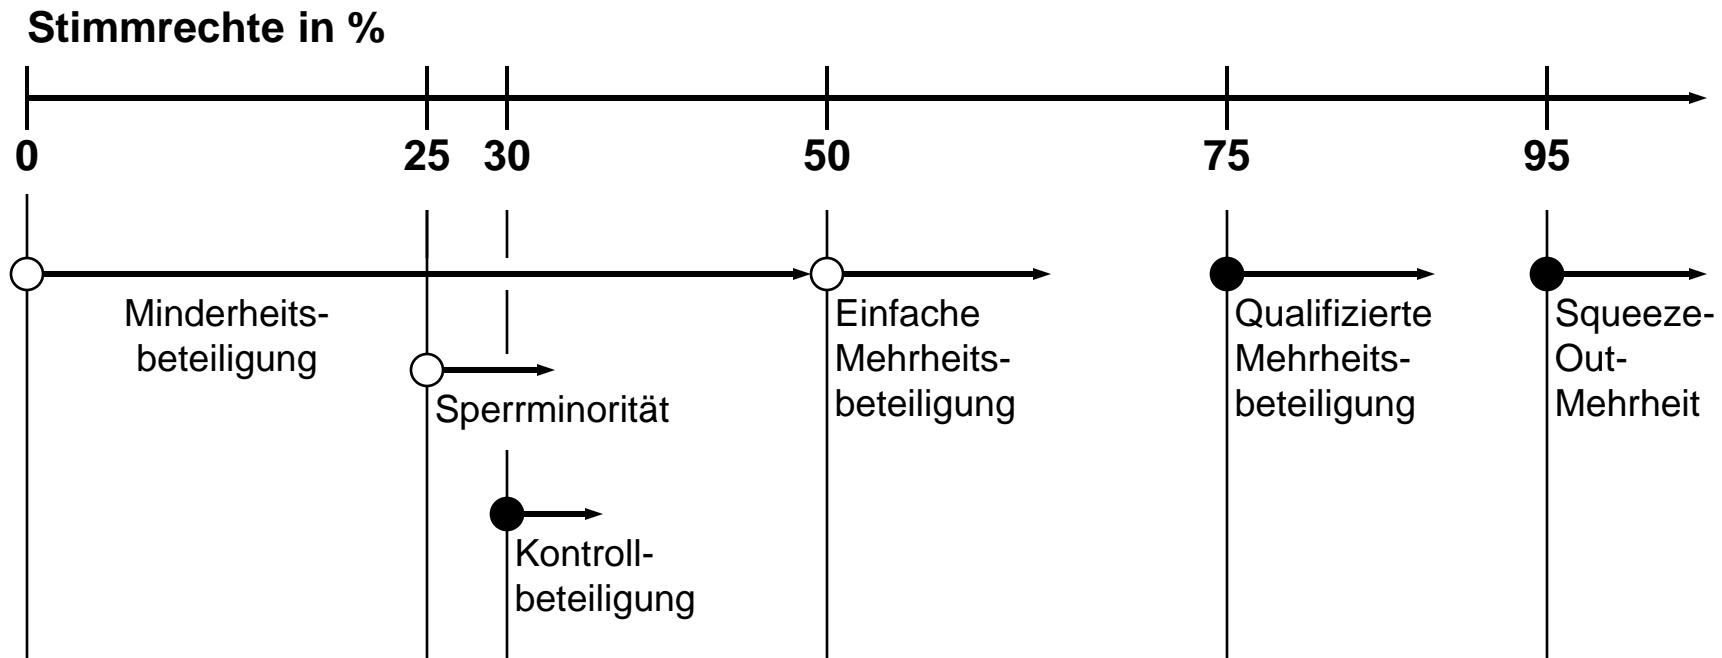 Stimmrechte in %
0 25 30 50 75 95
Minderheits-
beteiligung
Sperrminorität
Kontroll-
beteiligung
Einfache
Mehrheits-
beteiligung
Qualifizierte
Mehrheits-
beteiligung
Squeeze-
Out-
Mehrheit